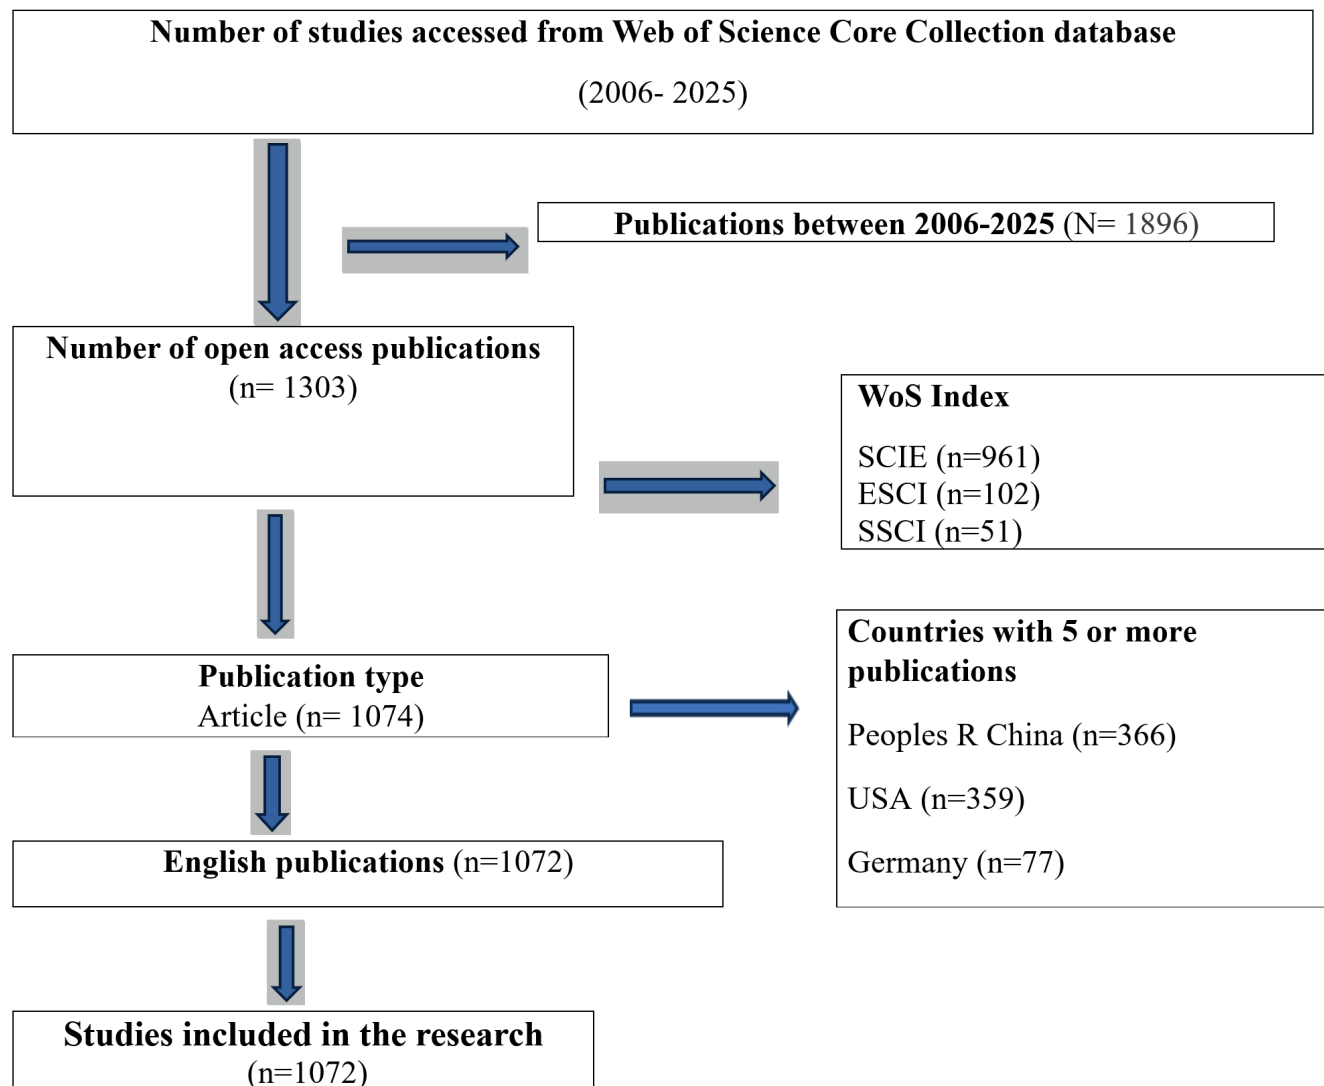 Number of studies accessed from Web of Science Core Collection database
(2006- 2025)
Publications between 2006-2025 (N= 1896)
Number of open access publications
(n= 1303)
WoS Index
SCIE (n=961)
ESCI (n=102)
SSCI (n=51)
Publication type
Article (n= 1074)
Countries with 5 or more
publications
Peoples R China (n=366)
USA (n=359)
Germany (n=77)
English publications (n=1072)
Studies included in the research
(n=1072)